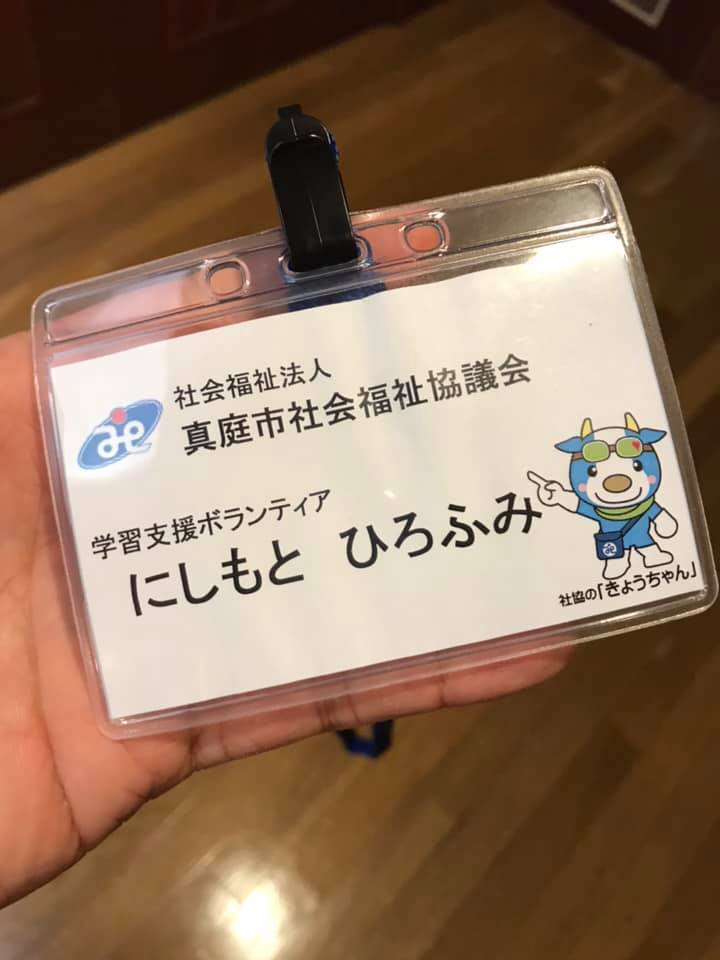 社会福祉法人
真庭市社会福祉協議会
学習支援ボランティア
にしもと ひろふみ
社協の「きょうちゃん」